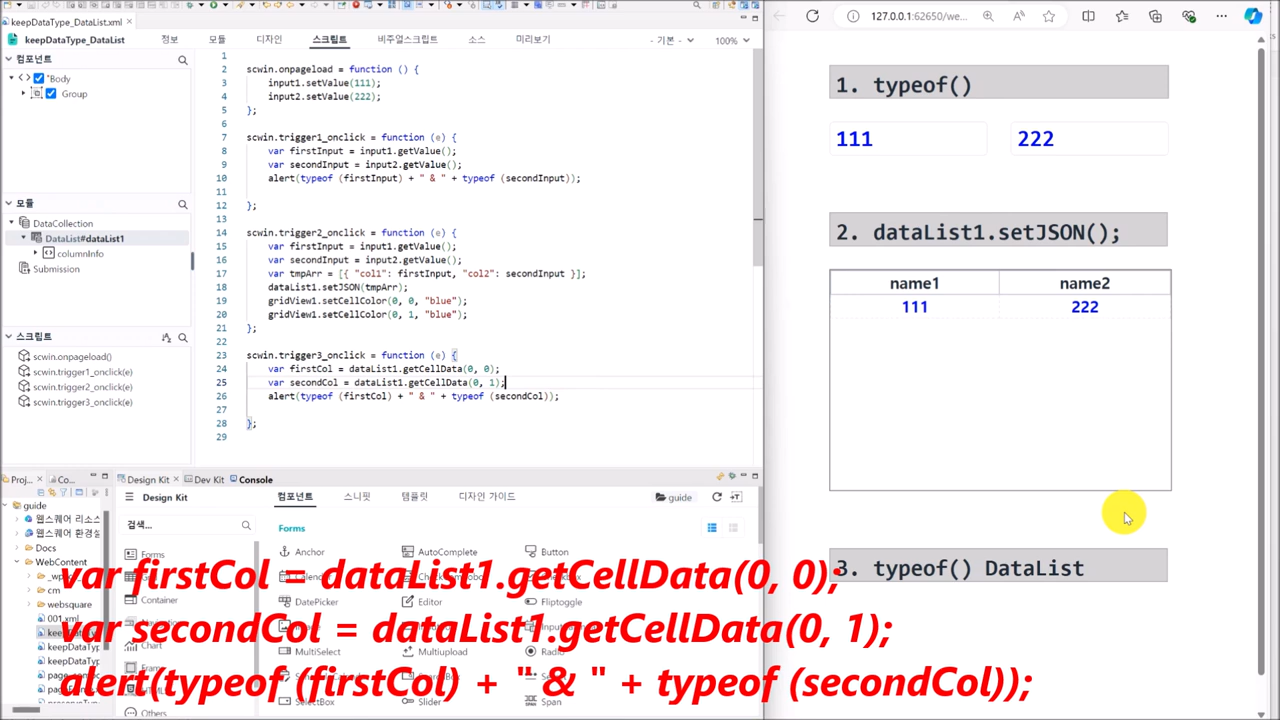 keepDataType_DataList.xml
keepDataType_DataList
정보
모듈
디자인
스크립트
비주얼스크립트
소스
미리보기
- 기본 -
100%
컴포넌트
*Body
Group
모듈
DataCollection
DataList#dataList1
columnInfo
Submission
스크립트
scwin.onpageload()
scwin.trigger1_onclick(e)
scwin.trigger2_onclick(e)
scwin.trigger3_onclick(e)
1
2 scwin.onpageload = function () {
3 input1.setValue(111);
4 input2.setValue(222);
5 };
6
7 scwin.trigger1_onclick = function (e) {
8 var firstInput = input1.getValue();
9 var secondInput = input2.getValue();
10 alert(typeof (firstInput) + " & " + typeof (secondInput));
11
12 };
13
14 scwin.trigger2_onclick = function (e) {
15 var firstInput = input1.getValue();
16 var secondInput = input2.getValue();
17 var tmpArr = [{ "col1": firstInput, "col2": secondInput }];
18 dataList1.setJSON(tmpArr);
19 gridView1.setCellColor(0, 0, "blue");
20 gridView1.setCellColor(0, 1, "blue");
21 };
22
23 scwin.trigger3_onclick = function (e) {
24 var firstCol = dataList1.getCellData(0, 0);
25 var secondCol = dataList1.getCellData(0, 1);
26 alert(typeof (firstCol) + " & " + typeof (secondCol));
27
28 };
29
Proj...
Co...
guide
웹스퀘어 리소스
웹스퀘어 환경설
Docs
WebContent
cm
websquare
001.xml
Design Kit
Dev Kit
Console
Design Kit
컴포넌트
스니펫
템플릿
디자인 가이드
guide
검색...
Forms
Container
Chart
Others
Forms
Anchor
AutoComplete
Button
DatePicker
Editor
Fliptoggle
MultiSelect
Multiupload
Radio
SelectBox
Slider
Span
127.0.0.1:62650/we...
1. typeof()
111
222
2. dataList1.setJSON();
name1
name2
111
222
3. typeof() DataList
var firstCol = dataList1.getCellData(0, 0);
var secondCol = dataList1.getCellData(0, 1);
alert(typeof (firstCol) + " & " + typeof (secondCol));